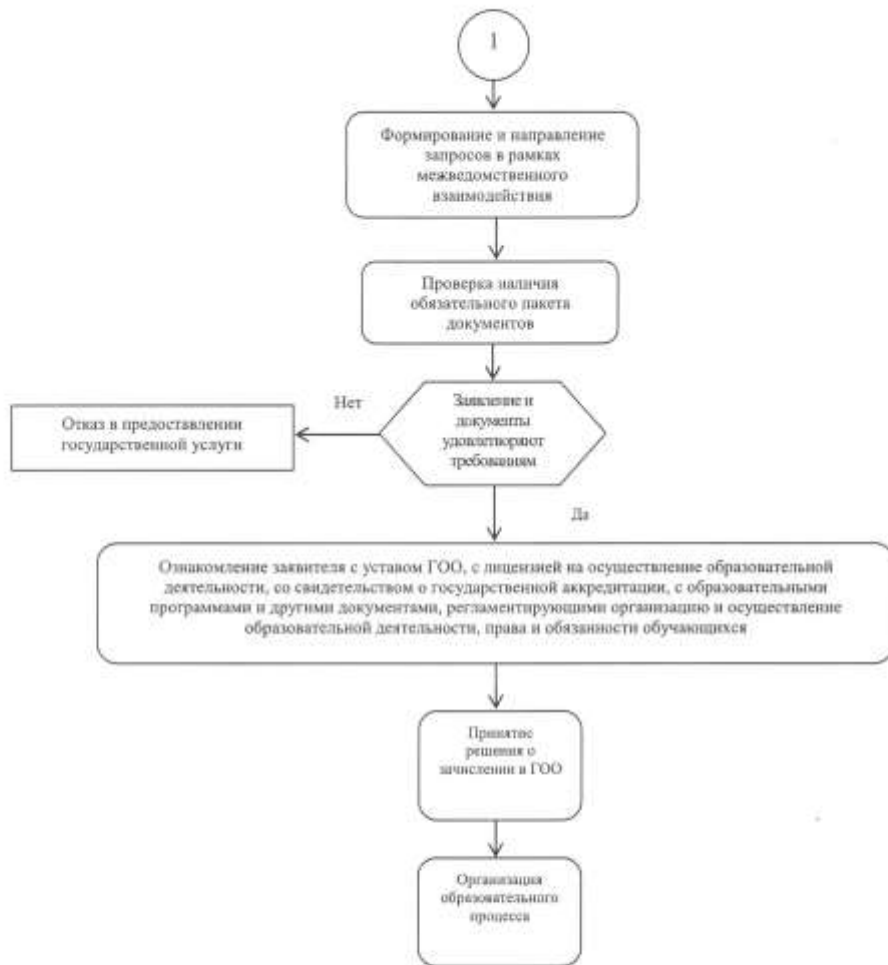 1
Формирование и направление
запросов в рамках
межведомственного
взаимодействия
Проверка наличия
обязательного пакета
документов
Нет
Заявление и
документы
удовлетворяют
требованиям
Отказ в предоставлении
государственной услуги
Да
Ознакомление заявителя с уставом ГОО, с лицензией на осуществление образовательной
деятельности, со свидетельством о государственной аккредитации, с образовательными
программами и другими документами, регламентирующими организацию и осуществление
образовательной деятельности, права и обязанности обучающихся
Принятос
решения о
зачислении в ГОО
Организация
образовательного
процесса